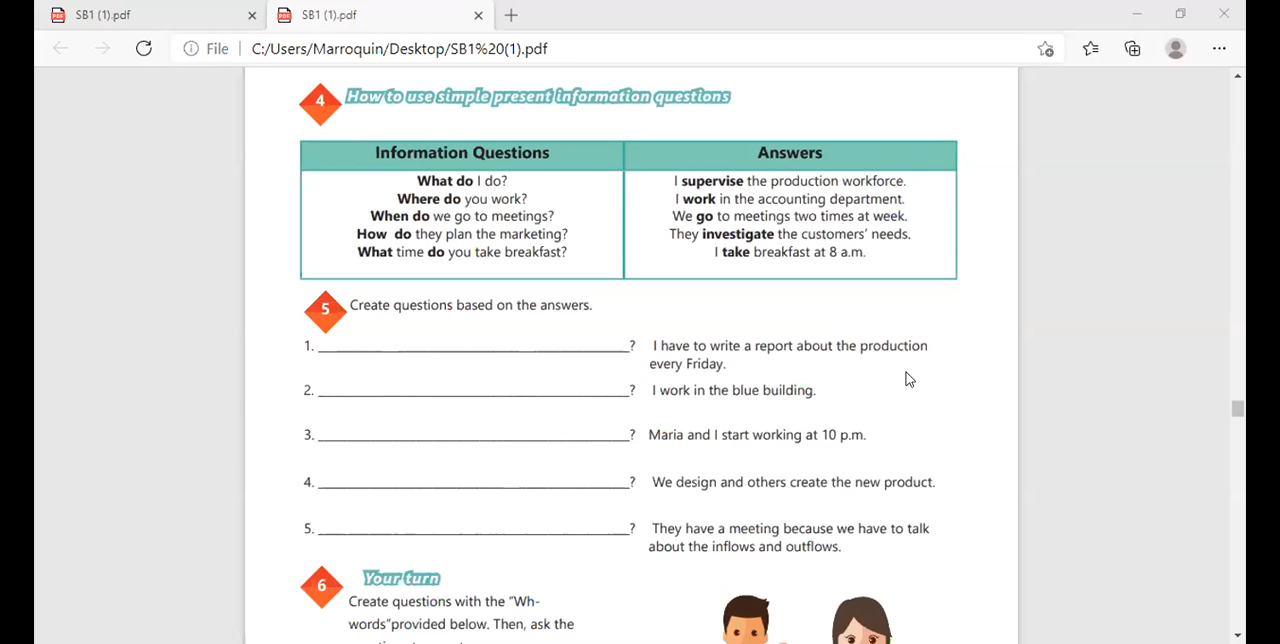 SB1 (1).pdf
SB1 (1).pdf
File
C:/Users/Marroquin/Desktop/SB1%20(1).pdf
4 How to use simple present information questions
Information Questions Answers
What do I do? I supervise the production workforce.
Where do you work? I work in the accounting department.
When do we go to meetings? We go to meetings two times at week.
How do they plan the marketing? They investigate the customers' needs.
What time do you take breakfast? I take breakfast at 8 a.m.
5 Create questions based on the answers.
1. ______________________________? I have to write a report about the production
every Friday.
2. ______________________________? I work in the blue building.
3. ______________________________? Maria and I start working at 10 p.m.
4. ______________________________? We design and others create the new product.
5. ______________________________? They have a meeting because we have to talk
about the inflows and outflows.
6 Your turn
Create questions with the “Wh-
words”provided below. Then, ask the